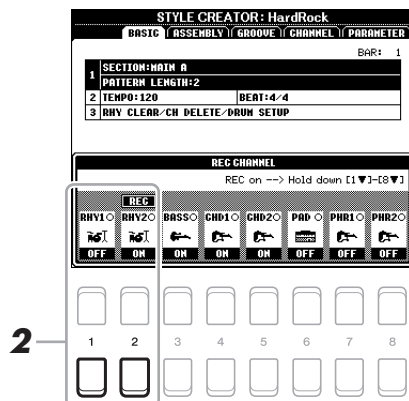 STYLE CREATOR: HardRock
BASIC ASSEMBLY GROOVE CHANNEL PARAMETER
BAR: 1
1 SECTION:MAIN A
PATTERN LENGTH:2
2 TEMPO:120 BEAT:4/4
3 RHY CLEAR/CH DELETE/DRUM SETUP
REC CHANNEL
REC on --> Hold down [1▼]-[8▼]
REC
RHY1 RHY2 BASS CHD1 CHD2 PAD PHR1 PHR2
OFF ON ON ON ON OFF OFF OFF
2
1 2 3 4 5 6 7 8